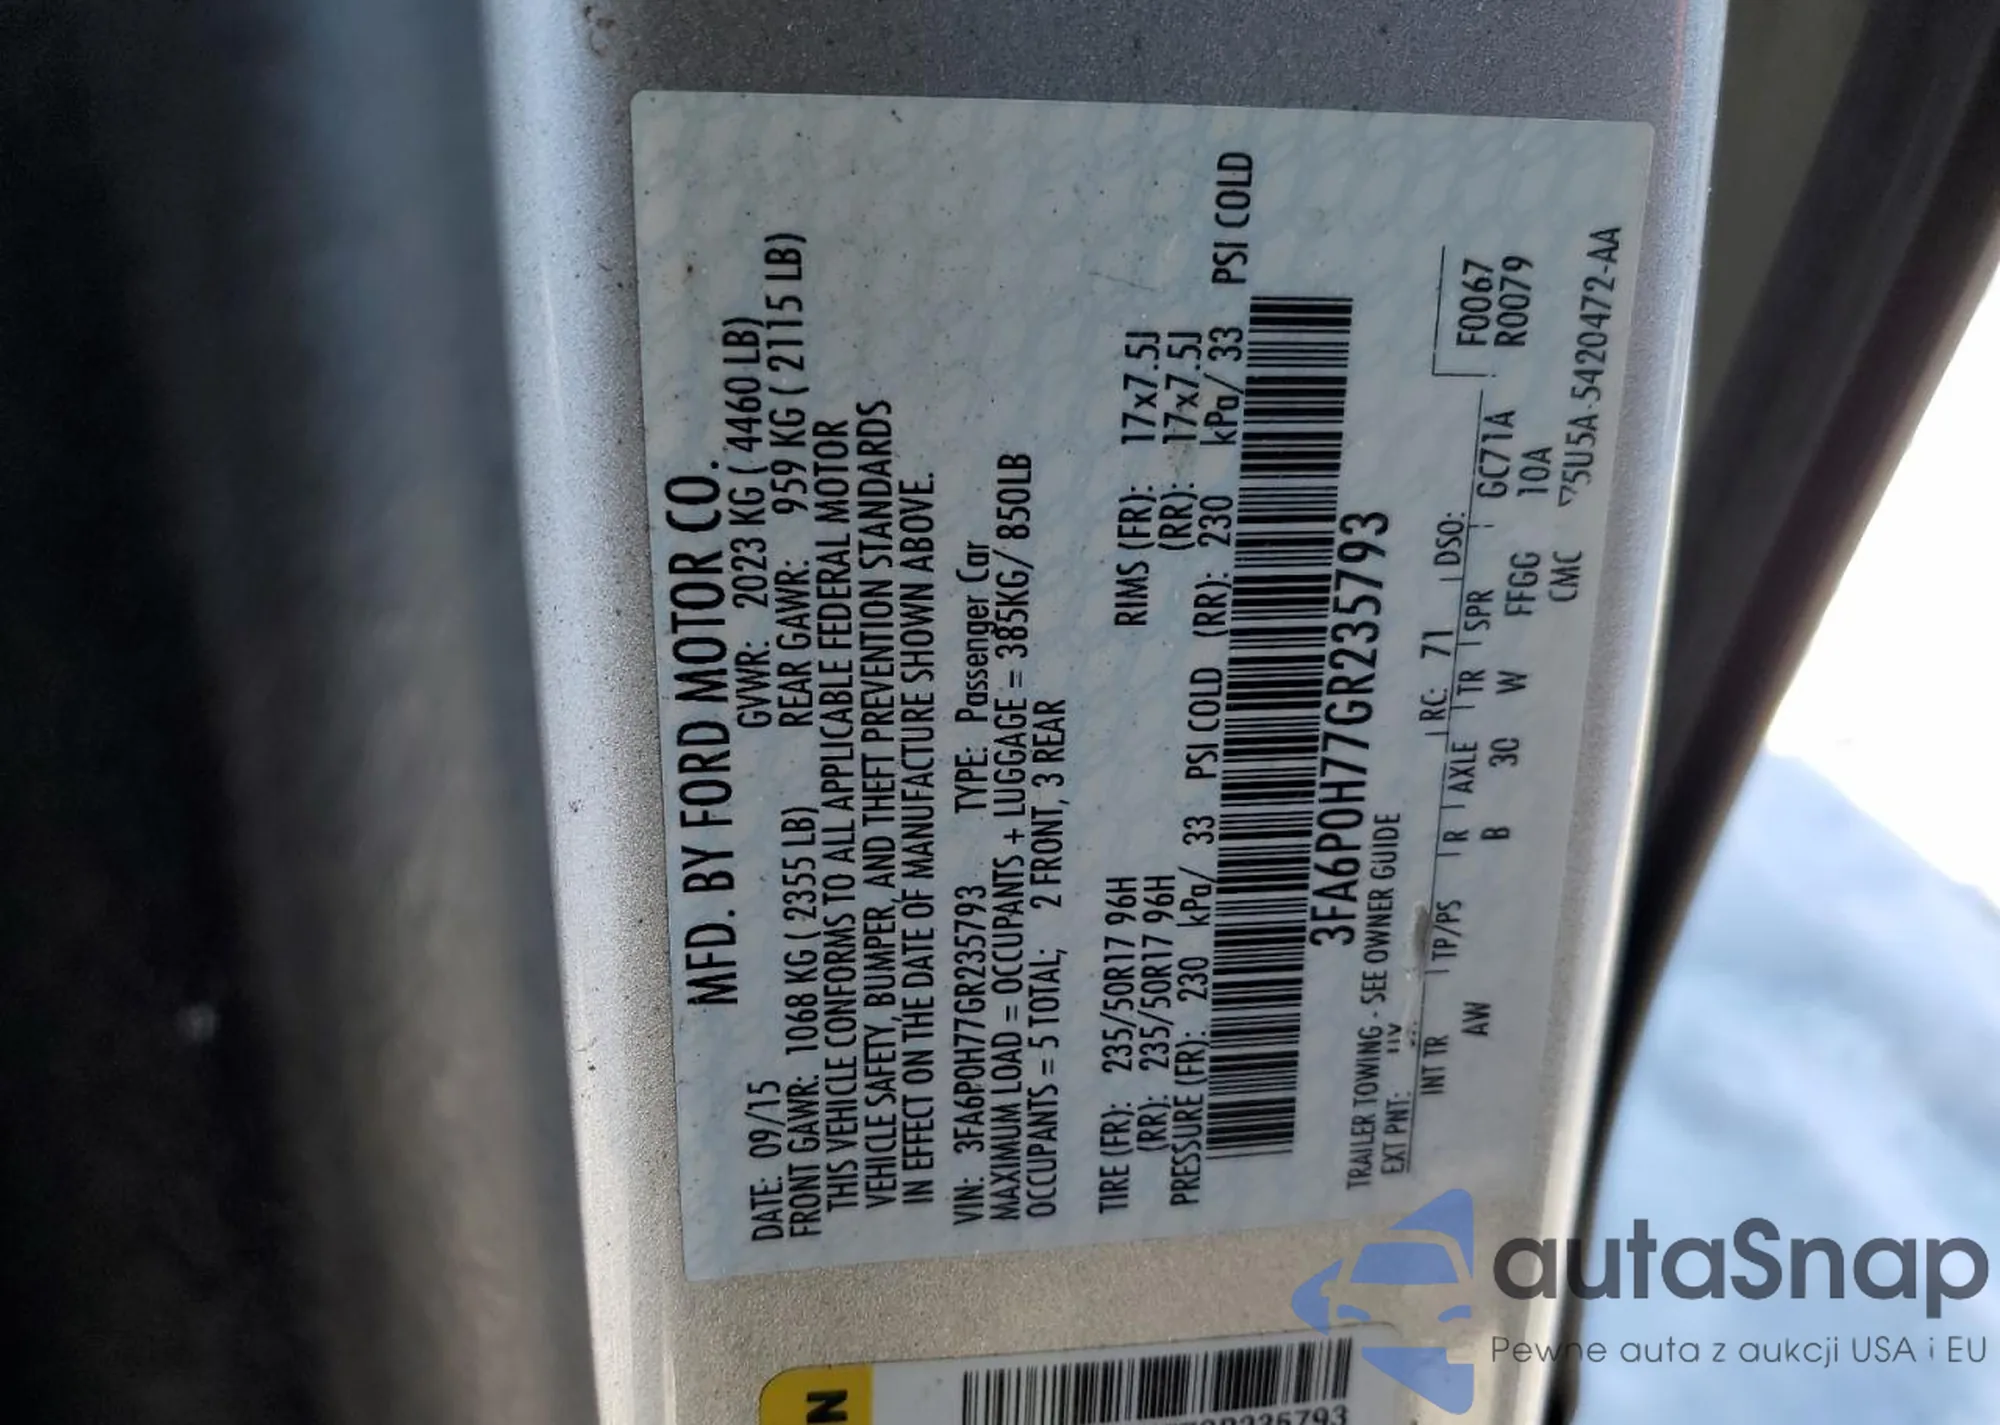 MFD. BY FORD MOTOR CO.
DATE: 09/15 GVWR: 2023 KG ( 4460 LB)
FRONT GAWR: 1068 KG ( 2355 LB) REAR GAWR: 959 KG ( 2115 LB)
THIS VEHICLE CONFORMS TO ALL APPLICABLE FEDERAL MOTOR
VEHICLE SAFETY, BUMPER, AND THEFT PREVENTION STANDARDS
IN EFFECT ON THE DATE OF MANUFACTURE SHOWN ABOVE.
VIN: 3FA6P0H77GR235793 TYPE: Passenger Car
MAXIMUM LOAD = OCCUPANTS + LUGGAGE = 385KG/ 850LB
OCCUPANTS = 5 TOTAL; 2 FRONT, 3 REAR
TIRE (FR): 235/50R17 96H RIMS (FR): 17x7.5J
(RR): 235/50R17 96H (RR): 17x7.5J
PRESSURE (FR): 230 kPa/ 33 PSI COLD (RR): 230 kPa/ 33 PSI COLD
3FA6P0H77GR235793
TRAILER TOWING - SEE OWNER GUIDE
EXT PNT: RC: 71 DSO:
INT TR TP/PS R AXLE TR SPR F0067
AW B 30 W FFGG GC71A R0079
10A
CMC ▽5U5A-5420472-AA
N
235793
autaSnap
Pewne auta z aukcji USA i EU